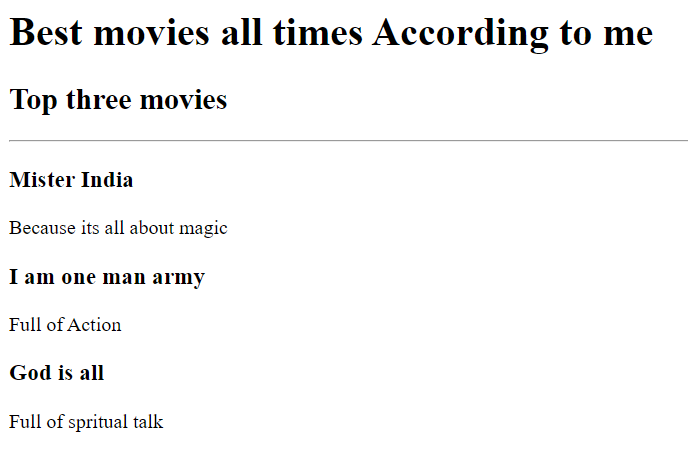 Best movies all times According to me
Top three movies
Mister India
Because its all about magic
I am one man army
Full of Action
God is all
Full of spritual talk